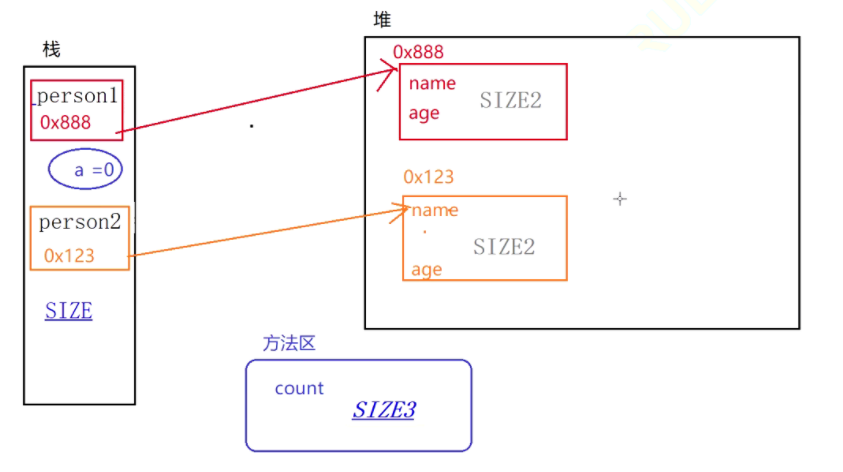 栈
person1
0x888
a =0
person2
0x123
SIZE
堆
0x888
name
age
SIZE2
0x123
name
SIZE2
age
方法区
count
SIZE3